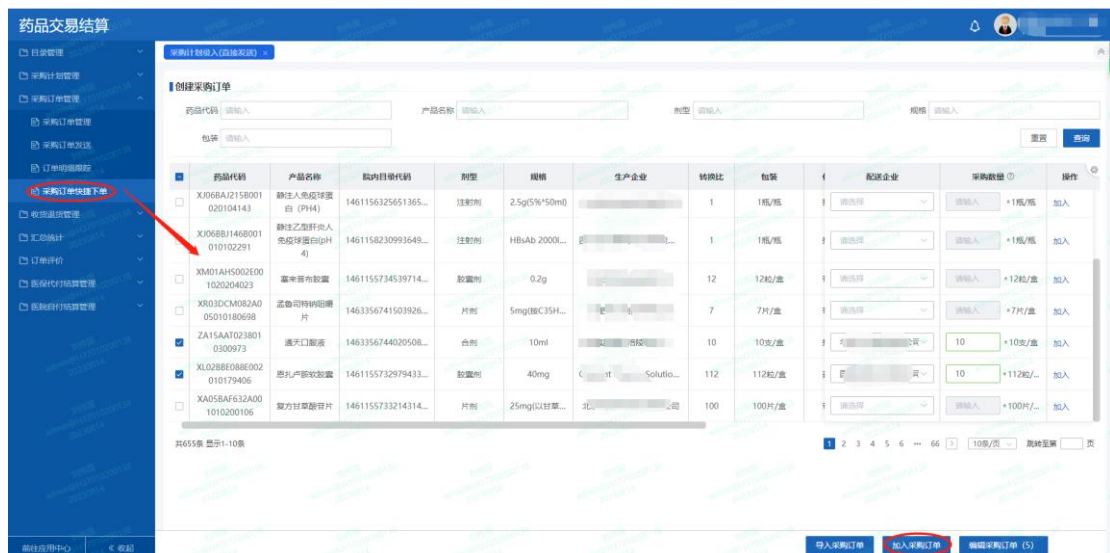 药品交易结算
目录管理
采购计划管理
采购订单管理
采购订单管理
采购订单发送
订单明细跟踪
采购订单快捷下单
收货退货管理
汇总统计
订单评价
医保代付结算管理
医院自付结算管理
前往应用中心 《 收起
采购计划导入(直接发送) ×
创建采购订单
药品代码 请输入 产品名称 请输入 剂型 请输入 规格 请输入
包装 请输入 重置 查询
药品代码 产品名称 院内目录代码 剂型 规格 生产企业 转换比 包装 配送企业 采购数量 操作
XJ06BAJ215B001020104143 静注人免疫球蛋白（PH4） 1461156325651365... 注射剂 2.5g(5%*50ml) 1 1瓶/瓶 请选择 请输入 *1瓶/瓶 加入
XJ06BBJ146B001010102291 静注乙型肝炎人免疫球蛋白(pH4) 1461158230993649... 注射剂 HBsAb 2000I... 1 1瓶/瓶 请选择 请输入 *1瓶/瓶 加入
XM01AHS002E001020204023 塞来昔布胶囊 1461155734539714... 胶囊剂 0.2g 12 12粒/盒 请选择 请输入 *12粒/盒 加入
XR03DCM082A005010180698 孟鲁司特钠咀嚼片 1463356741503926... 片剂 5mg(按C35H... 7 7片/盒 请选择 请输入 *7片/盒 加入
ZA15AAT0238010300973 通天口服液 1463356744020508... 合剂 10ml 10 10支/盒 10 *10支/盒 加入
XL02BBE088E002010179406 恩扎卢胺软胶囊 1461155732979433... 胶囊剂 40mg Solutio... 112 112粒/盒 10 *112粒/... 加入
XA05BAF632A001010200106 复方甘草酸苷片 1461155733214314... 片剂 25mg(以甘草... 100 100片/盒 请选择 请输入 *100片/... 加入
共655条 显示1-10条 1 2 3 4 5 6 ··· 66 > 10条/页 跳转至第 页
导入采购订单 加入采购订单 编辑采购订单（5）